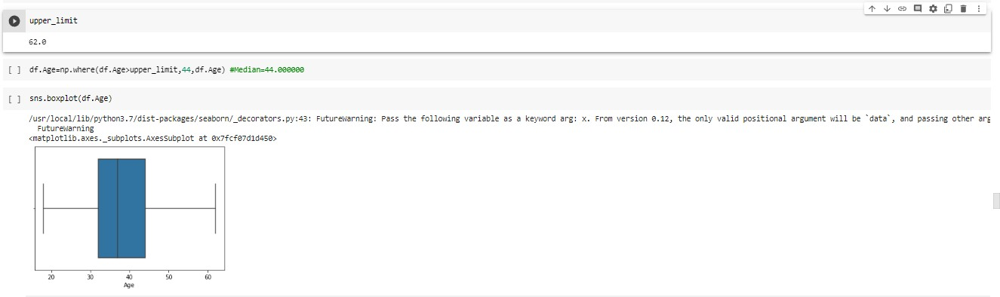 upper_limit
62.0
[ ] df.Age=np.where(df.Age>upper_limit,44,df.Age) #Median=44.000000
[ ] sns.boxplot(df.Age)
/usr/local/lib/python3.7/dist-packages/seaborn/_decorators.py:43: FutureWarning: Pass the following variable as a keyword arg: x. From version 0.12, the only valid positional argument will be `data`, and passing other arg
FutureWarning
<matplotlib.axes._subplots.AxesSubplot at 0x7fcf07d1d450>
20 30 40 50 60
Age